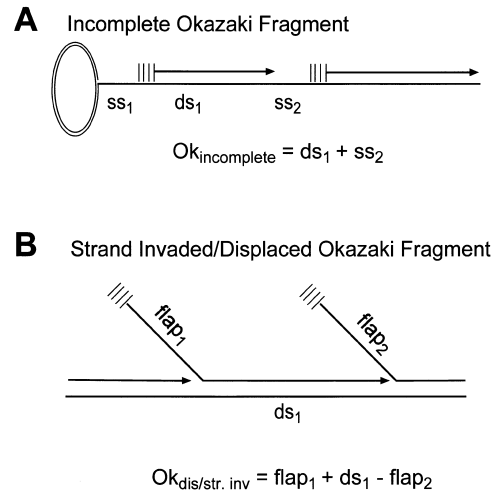 A Incomplete Okazaki Fragment
ss1 ds1 ss2
Okincomplete = ds1 + ss2
B Strand Invaded/Displaced Okazaki Fragment
flap1 flap2
ds1
Okdis/str. inv = flap1 + ds1 - flap2